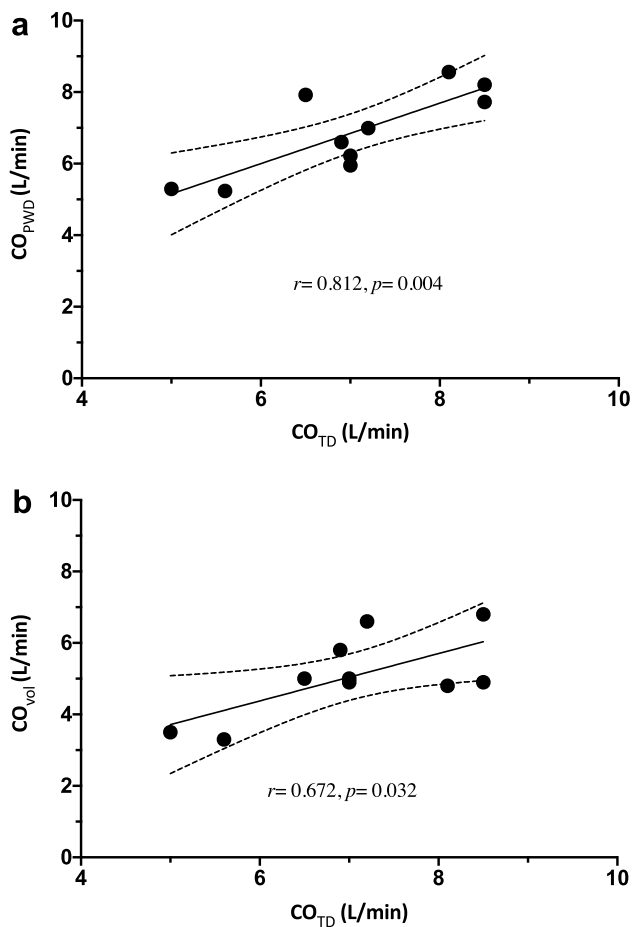 a
10
8
6
4
2
0
CO_PWD (L/min)
r= 0.812, p= 0.004
4 6 8 10
CO_TD (L/min)
b
10
8
6
4
2
0
CO_vol (L/min)
r= 0.672, p= 0.032
4 6 8 10
CO_TD (L/min)